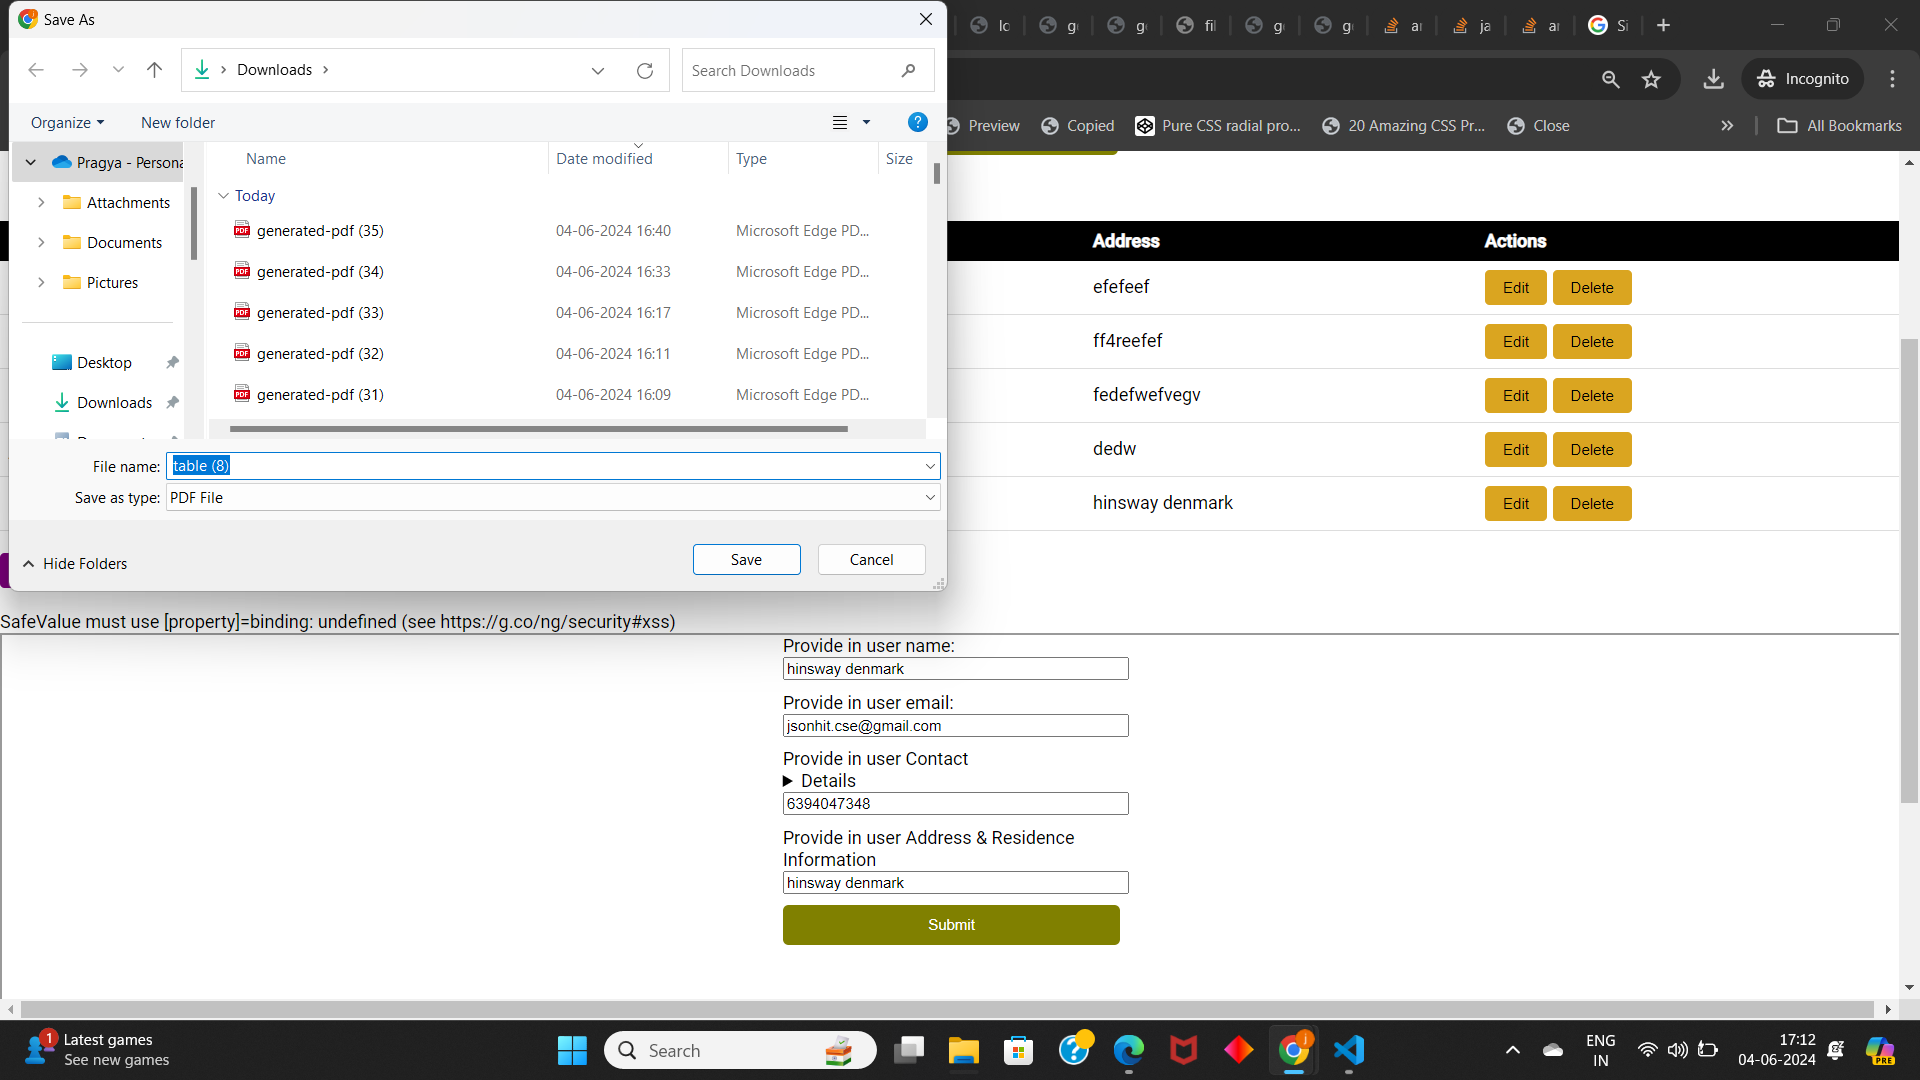 Save As
lo
g
g
fil
g
g
ar
ja
ar
Si
Downloads
Search Downloads
Incognito
Organize
New folder
?
Preview
Copied
Pure CSS radial pro...
20 Amazing CSS Pr...
Close
All Bookmarks
Pragya - Persona
Attachments
Documents
Pictures
Desktop
Downloads
Name
Date modified
Type
Size
Today
generated-pdf (35)
04-06-2024 16:40
Microsoft Edge PD...
generated-pdf (34)
04-06-2024 16:33
Microsoft Edge PD...
generated-pdf (33)
04-06-2024 16:17
Microsoft Edge PD...
generated-pdf (32)
04-06-2024 16:11
Microsoft Edge PD...
generated-pdf (31)
04-06-2024 16:09
Microsoft Edge PD...
File name: table (8)
Save as type: PDF File
Hide Folders
Save
Cancel
Address
Actions
efefeef
Edit
Delete
ff4reefef
Edit
Delete
fedefwefvegv
Edit
Delete
dedw
Edit
Delete
hinsway denmark
Edit
Delete
SafeValue must use [property]=binding: undefined (see https://g.co/ng/security#xss)
Provide in user name:
hinsway denmark
Provide in user email:
jsonhit.cse@gmail.com
Provide in user Contact
Details
6394047348
Provide in user Address & Residence
Information
hinsway denmark
Submit
1
Latest games
See new games
Search
J
ENG
IN
17:12
04-06-2024
PRE